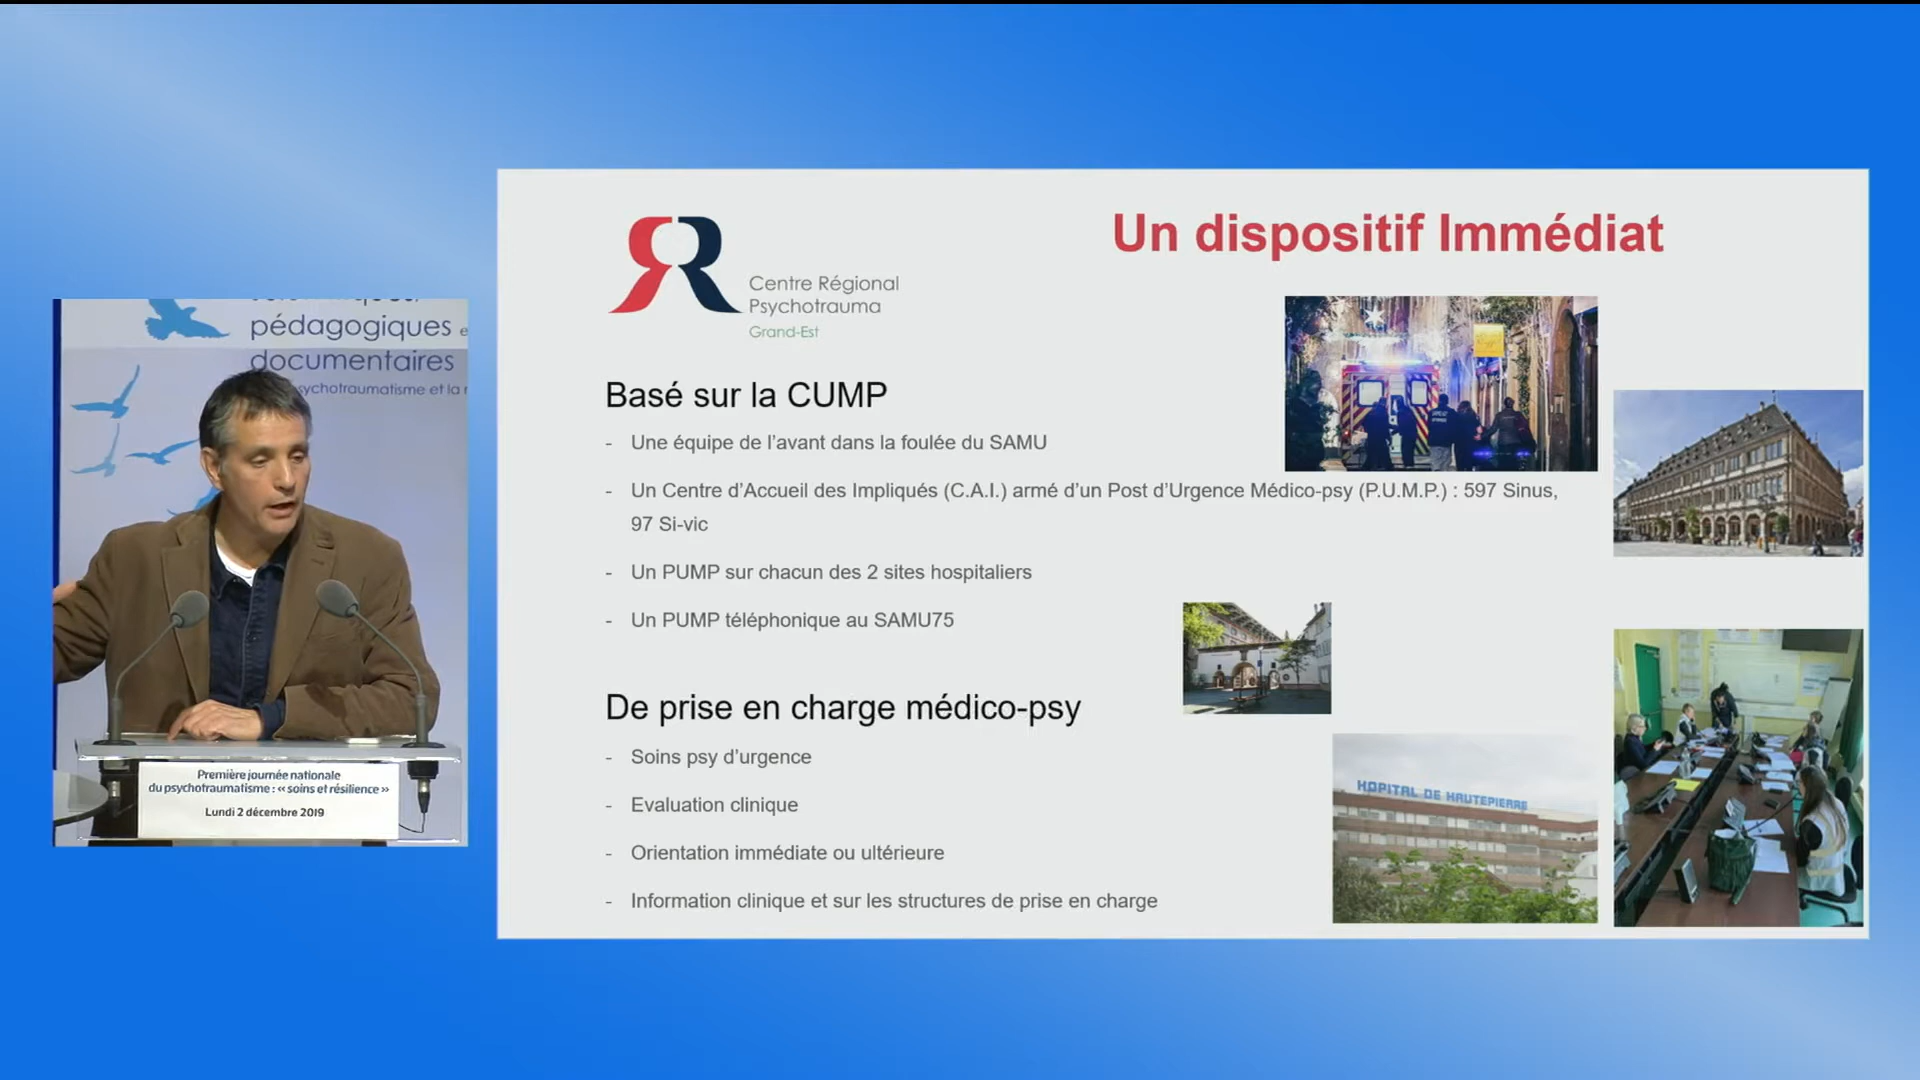 pédagogiques
documentaires
Première journée nationale
du psychotraumatisme : « soins et résilience »
Lundi 2 décembre 2019
Centre Régional
Psychotrauma
Grand-Est
Un dispositif Immédiat
Basé sur la CUMP
- Une équipe de l’avant dans la foulée du SAMU
- Un Centre d’Accueil des Impliqués (C.A.I.) armé d’un Post d’Urgence Médico-psy (P.U.M.P.) : 597 Sinus,
97 Si-vic
- Un PUMP sur chacun des 2 sites hospitaliers
- Un PUMP téléphonique au SAMU75
De prise en charge médico-psy
- Soins psy d’urgence
- Evaluation clinique
- Orientation immédiate ou ultérieure
- Information clinique et sur les structures de prise en charge
HOPITAL DE HAUTEPIERRE